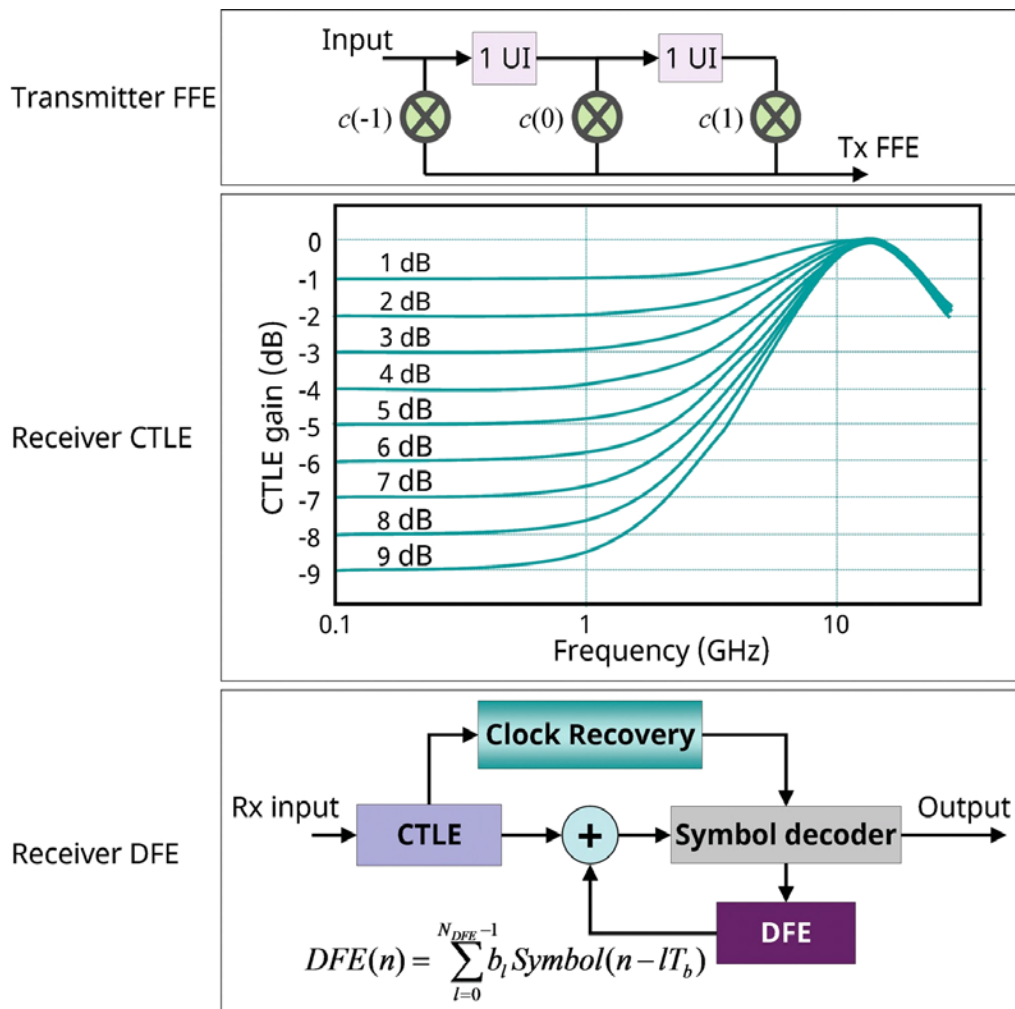 Transmitter FFE
Input
1 UI
1 UI
c(-1)
c(0)
c(1)
Tx FFE
Receiver CTLE
CTLE gain (dB)
0
-1
-2
-3
-4
-5
-6
-7
-8
-9
1 dB
2 dB
3 dB
4 dB
5 dB
6 dB
7 dB
8 dB
9 dB
0.1
1
10
Frequency (GHz)
Receiver DFE
Clock Recovery
Rx input
CTLE
+
Symbol decoder
Output
DFE
DFE(n) = \sum_{l=0}^{N_{DFE}-1} b_l Symbol(n-lT_b)